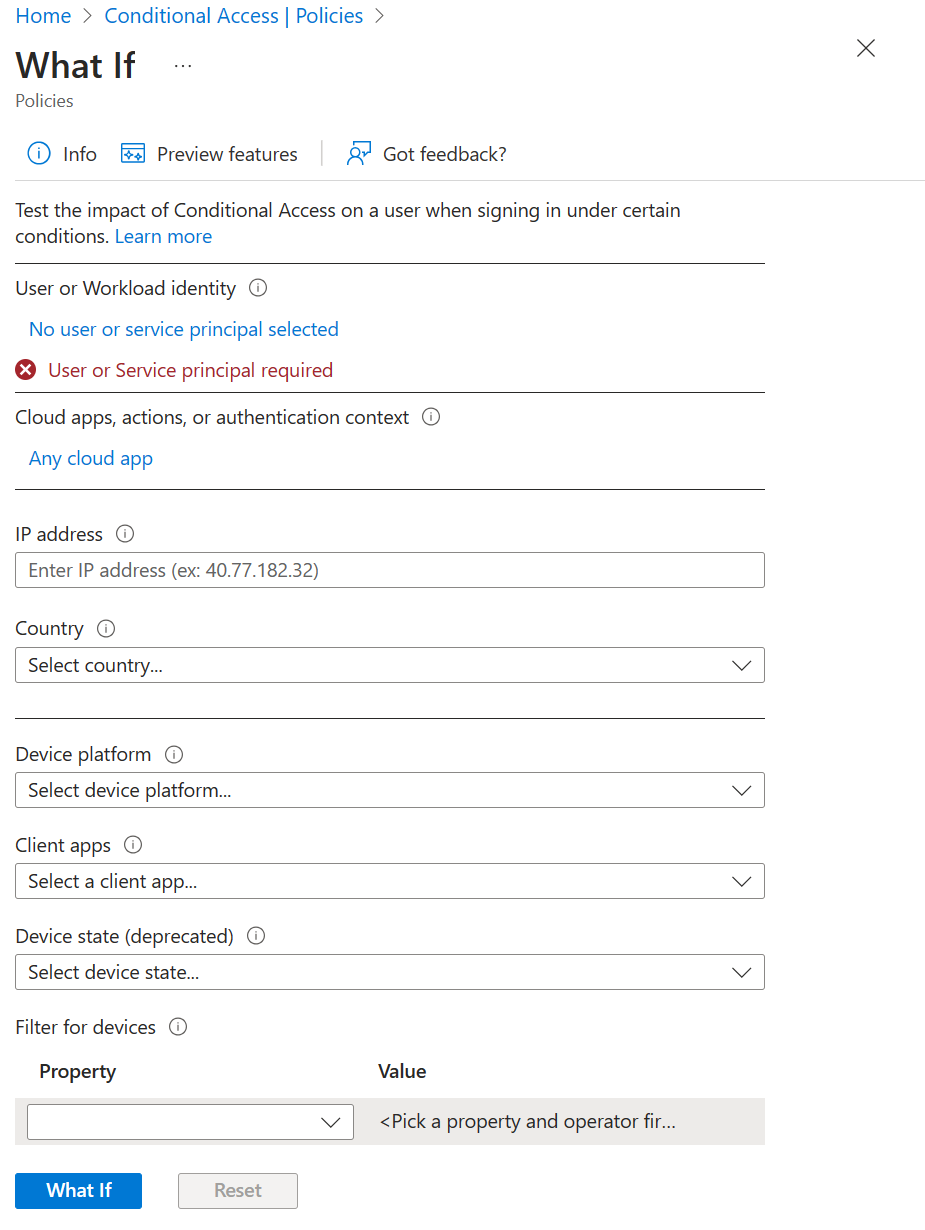 Home > Conditional Access | Policies >
What If ...
Policies
Info Preview features Got feedback?
Test the impact of Conditional Access on a user when signing in under certain
conditions. Learn more
User or Workload identity
No user or service principal selected
User or Service principal required
Cloud apps, actions, or authentication context
Any cloud app
IP address
Enter IP address (ex: 40.77.182.32)
Country
Select country...
Device platform
Select device platform...
Client apps
Select a client app...
Device state (deprecated)
Select device state...
Filter for devices
Property Value
<Pick a property and operator fir...
What If Reset